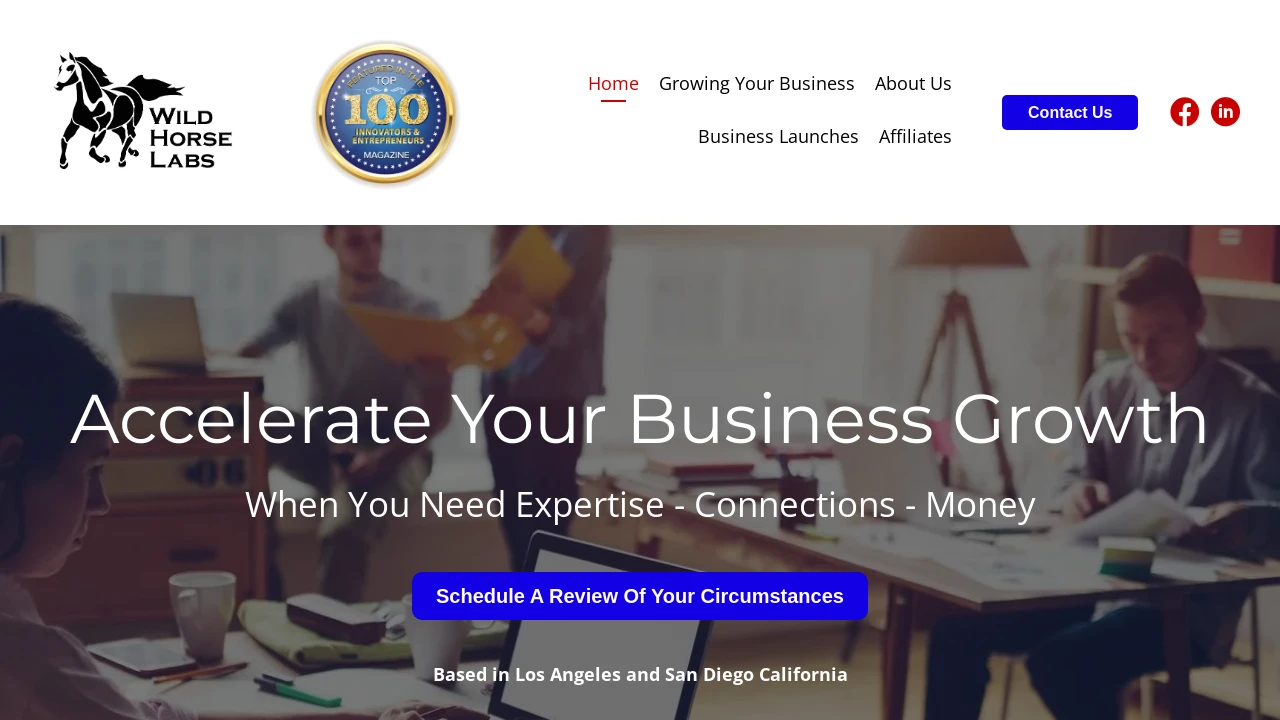 WILD
HORSE
LABS
FEATURED IN THE
TOP
100
INNOVATORS &
ENTREPRENEURS
MAGAZINE
Home
Growing Your Business
About Us
Business Launches
Affiliates
Contact Us
in
Accelerate Your Business Growth
When You Need Expertise - Connections - Money
Schedule A Review Of Your Circumstances
Based in Los Angeles and San Diego California